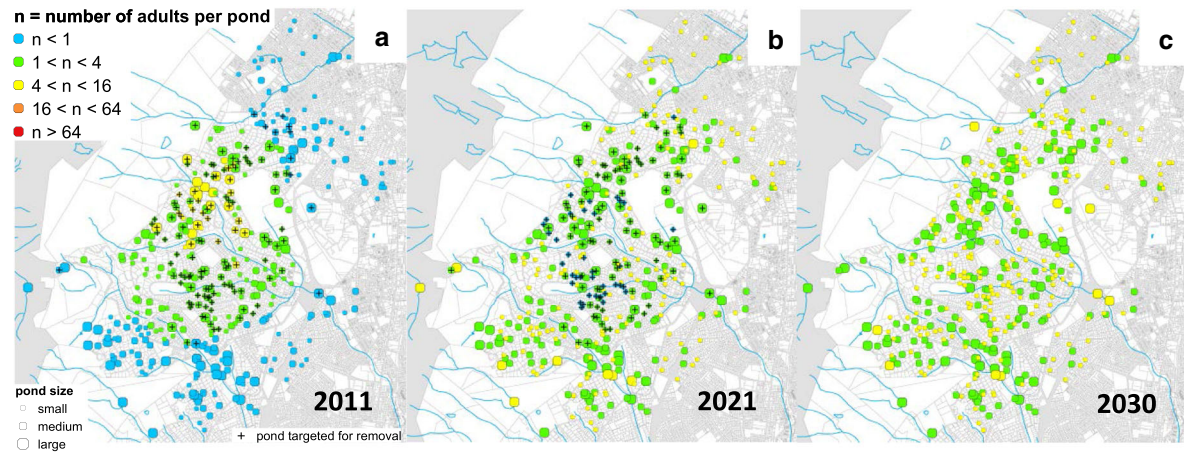 n = number of adults per pond
n < 1
1 < n < 4
4 < n < 16
16 < n < 64
n > 64
a
b
c
pond size
small
medium
large
2011
2021
2030
+ pond targeted for removal